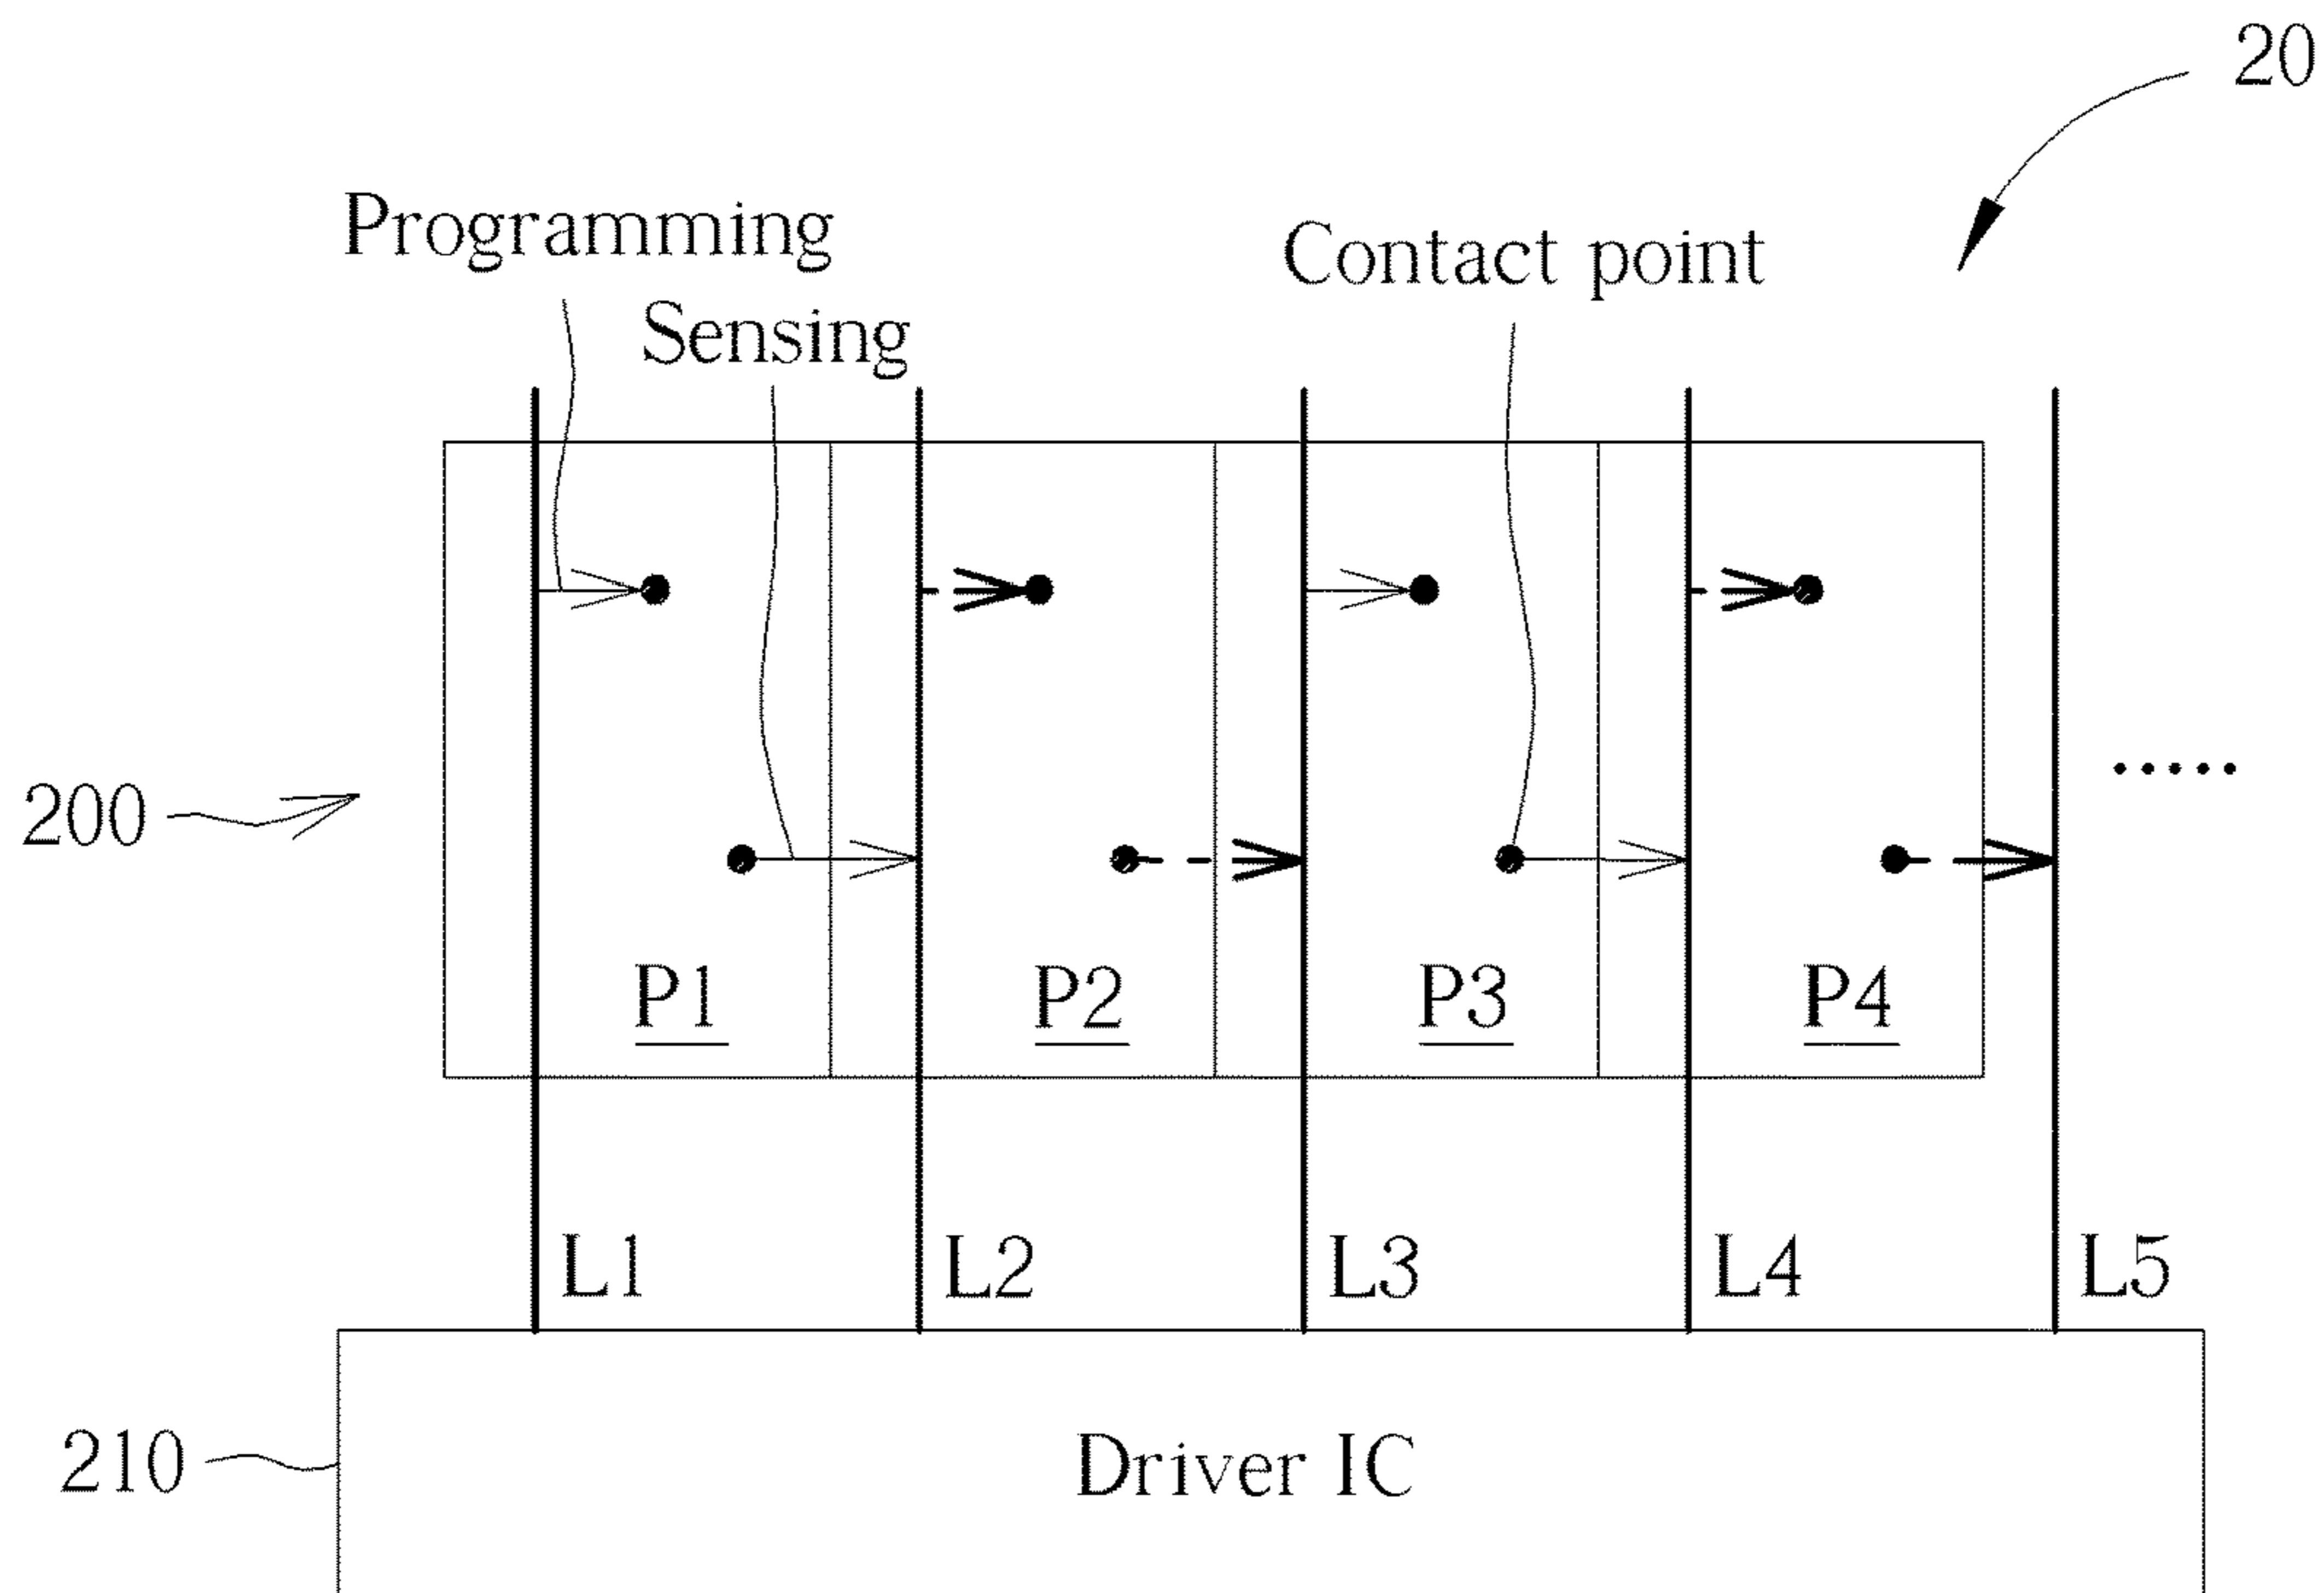 20
Programming
Contact point
Sensing
200
.....
P1 P2 P3 P4
L1 L2 L3 L4 L5
210
Driver IC